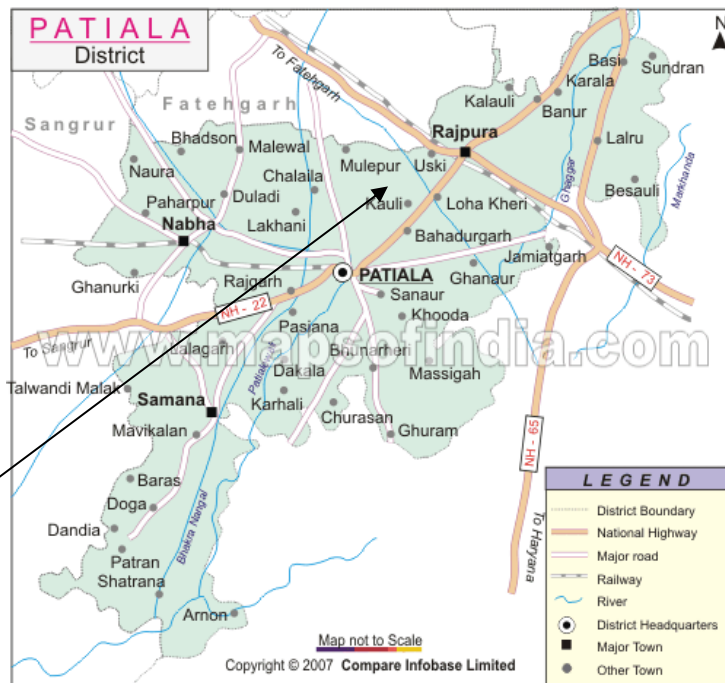 PATIALA
District
N
To Fatehgarh
Fatehgarh
Sangrur
Basi
Sundran
Karala
Kalauli
Banur
Rajpura
Bhadson
Malewal
Mulepur
Uski
Lalru
Naura
Chalaila
Ghaggar
Markhanda
Besauli
Duladi
Paharpur
Kauli
Loha Kheri
Lakhani
Nabha
Bahadurgarh
Jamiatgarh
PATIALA
Ghanaur
NH - 73
Ghanurki
Rajgarh
Sanaur
NH - 22
Khooda
Pasiana
To Sangrur
www.mapsofindia.com
Lalagarh
Bhunarheri
Talwandi Malak
Dakala
Massigah
Samana
Karhali
Churasan
Mavikalan
Ghuram
NH - 65
Baras
LEGEND
Doga
District Boundary
Dandia
Bhakra Nangal
National Highway
To Haryana
Major road
Patran
Shatrana
Railway
River
Arnon
District Headquarters
Map not to Scale
Major Town
Copyright © 2007 Compare Infobase Limited
Other Town